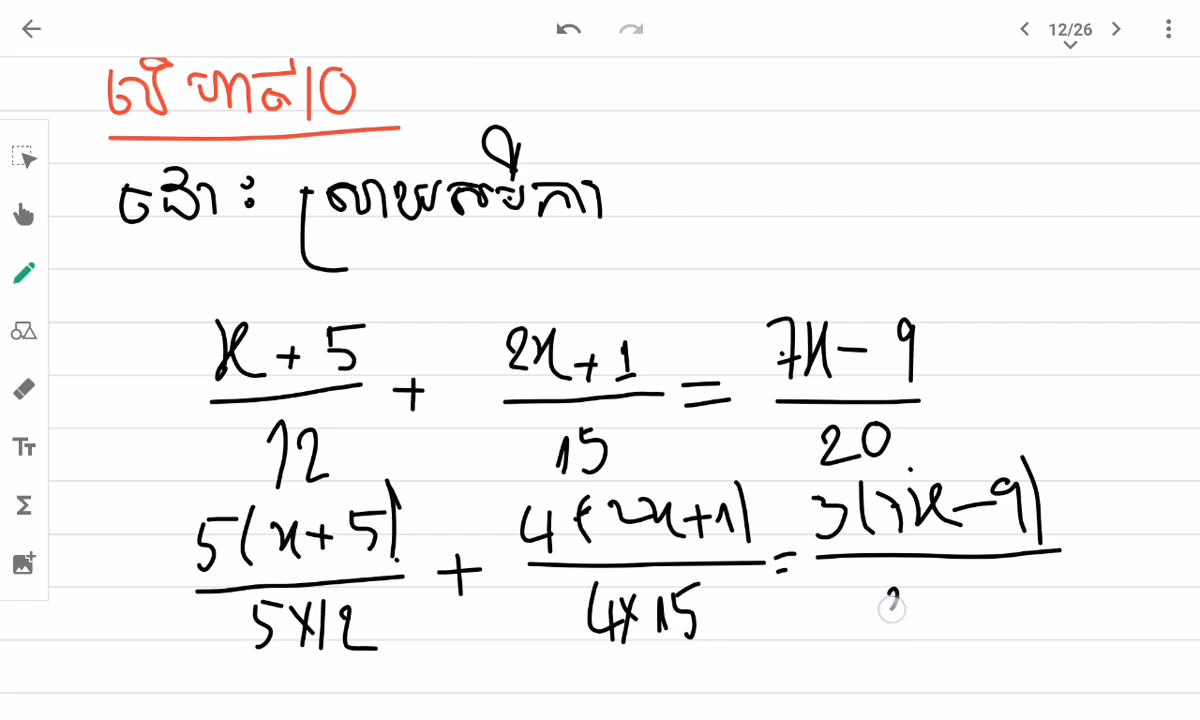 12/26
លំហាត់10
ដោះស្រាយសមីការ
(x + 5)/12 + (2x + 1)/15 = (7x − 9)/20
5(x+5)/(5×12) + 4(2x+1)/(4×15) = 3(7x−9)/